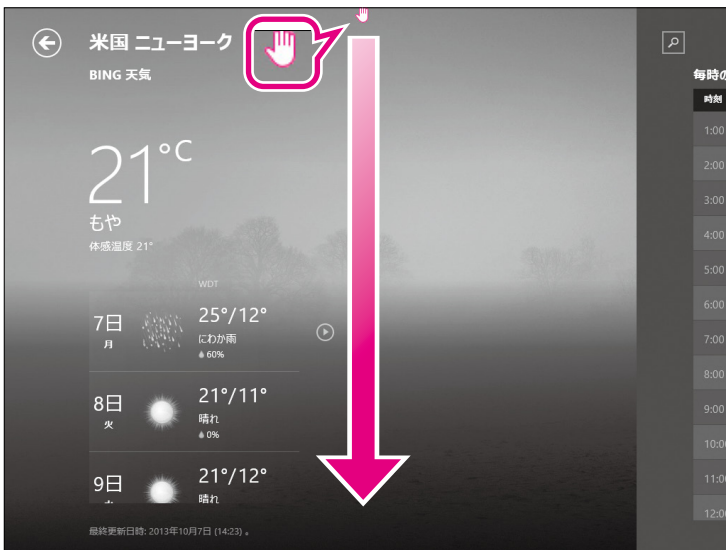 米国 ニューヨーク
BING 天気
21°C
もや
体感温度 21°
WDT
7日
月
25°/12°
にわか雨
60%
8日
火
21°/11°
晴れ
0%
9日
21°/12°
晴れ
最終更新日時: 2013年10月7日 (14:23) 。
毎時の
時刻
1:00
2:00
3:00
4:00
5:00
6:00
7:00
8:00
9:00
10:00
11:00
12:00